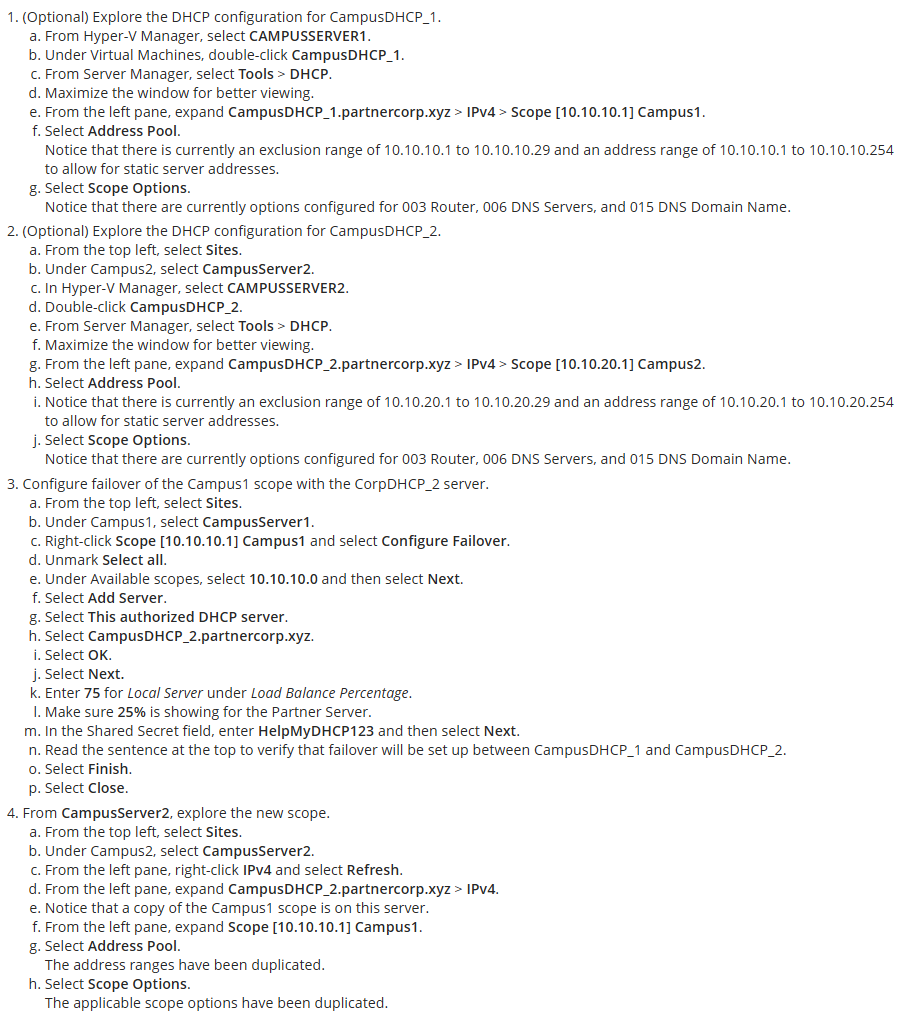 1. (Optional) Explore the DHCP configuration for CampusDHCP_1.
a. From Hyper-V Manager, select CAMPUSSERVER1.
b. Under Virtual Machines, double-click CampusDHCP_1.
c. From Server Manager, select Tools > DHCP.
d. Maximize the window for better viewing.
e. From the left pane, expand CampusDHCP_1.partnercorp.xyz > IPv4 > Scope [10.10.10.1] Campus1.
f. Select Address Pool.
Notice that there is currently an exclusion range of 10.10.10.1 to 10.10.10.29 and an address range of 10.10.10.1 to 10.10.10.254
to allow for static server addresses.
g. Select Scope Options.
Notice that there are currently options configured for 003 Router, 006 DNS Servers, and 015 DNS Domain Name.
2. (Optional) Explore the DHCP configuration for CampusDHCP_2.
a. From the top left, select Sites.
b. Under Campus2, select CampusServer2.
c. In Hyper-V Manager, select CAMPUSSERVER2.
d. Double-click CampusDHCP_2.
e. From Server Manager, select Tools > DHCP.
f. Maximize the window for better viewing.
g. From the left pane, expand CampusDHCP_2.partnercorp.xyz > IPv4 > Scope [10.10.20.1] Campus2.
h. Select Address Pool.
i. Notice that there is currently an exclusion range of 10.10.20.1 to 10.10.20.29 and an address range of 10.10.20.1 to 10.10.20.254
to allow for static server addresses.
j. Select Scope Options.
Notice that there are currently options configured for 003 Router, 006 DNS Servers, and 015 DNS Domain Name.
3. Configure failover of the Campus1 scope with the CorpDHCP_2 server.
a. From the top left, select Sites.
b. Under Campus1, select CampusServer1.
c. Right-click Scope [10.10.10.1] Campus1 and select Configure Failover.
d. Unmark Select all.
e. Under Available scopes, select 10.10.10.0 and then select Next.
f. Select Add Server.
g. Select This authorized DHCP server.
h. Select CampusDHCP_2.partnercorp.xyz.
i. Select OK.
j. Select Next.
k. Enter 75 for Local Server under Load Balance Percentage.
l. Make sure 25% is showing for the Partner Server.
m. In the Shared Secret field, enter HelpMyDHCP123 and then select Next.
n. Read the sentence at the top to verify that failover will be set up between CampusDHCP_1 and CampusDHCP_2.
o. Select Finish.
p. Select Close.
4. From CampusServer2, explore the new scope.
a. From the top left, select Sites.
b. Under Campus2, select CampusServer2.
c. From the left pane, right-click IPv4 and select Refresh.
d. From the left pane, expand CampusDHCP_2.partnercorp.xyz > IPv4.
e. Notice that a copy of the Campus1 scope is on this server.
f. From the left pane, expand Scope [10.10.10.1] Campus1.
g. Select Address Pool.
The address ranges have been duplicated.
h. Select Scope Options.
The applicable scope options have been duplicated.